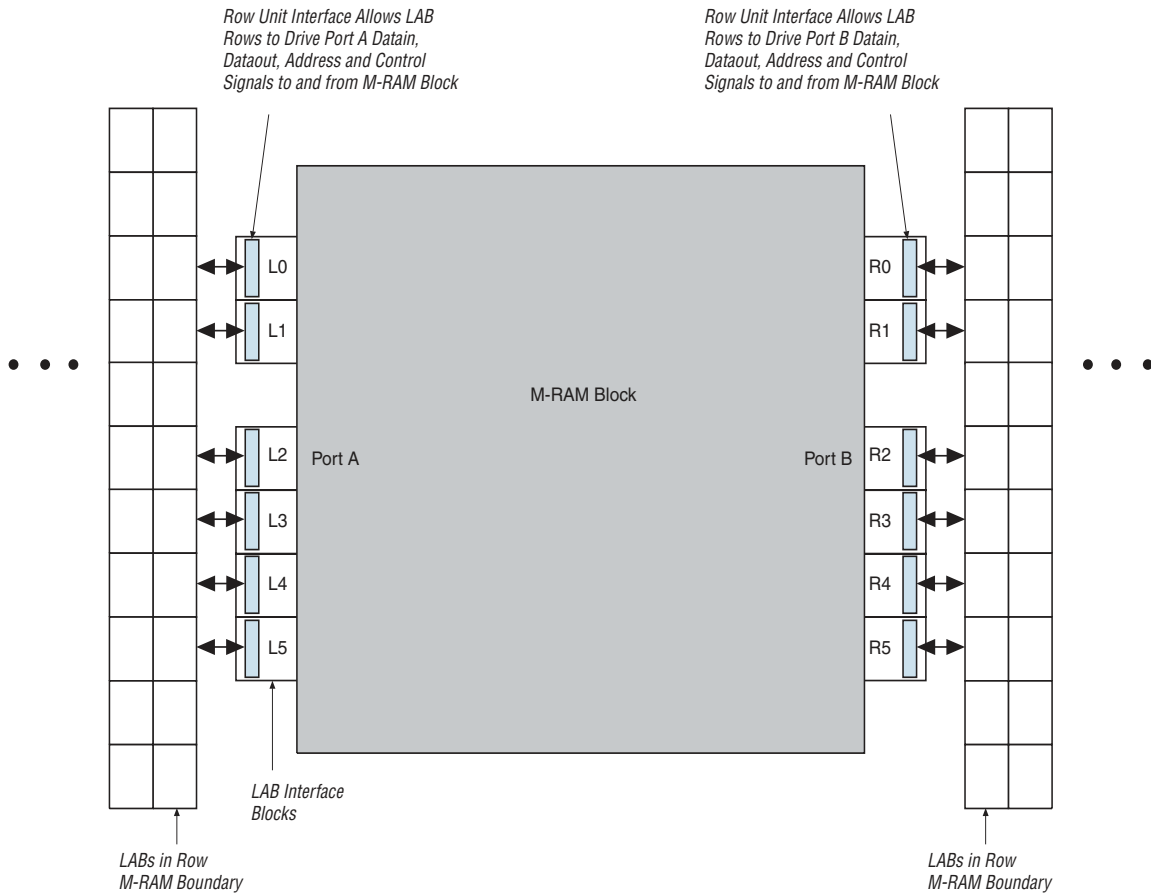 Row Unit Interface Allows LAB
Rows to Drive Port A Datain,
Dataout, Address and Control
Signals to and from M-RAM Block
Row Unit Interface Allows LAB
Rows to Drive Port B Datain,
Dataout, Address and Control
Signals to and from M-RAM Block
L0
R0
L1
R1
M-RAM Block
L2
Port A
Port B
R2
L3
R3
L4
R4
L5
R5
LAB Interface
Blocks
LABs in Row
M-RAM Boundary
LABs in Row
M-RAM Boundary